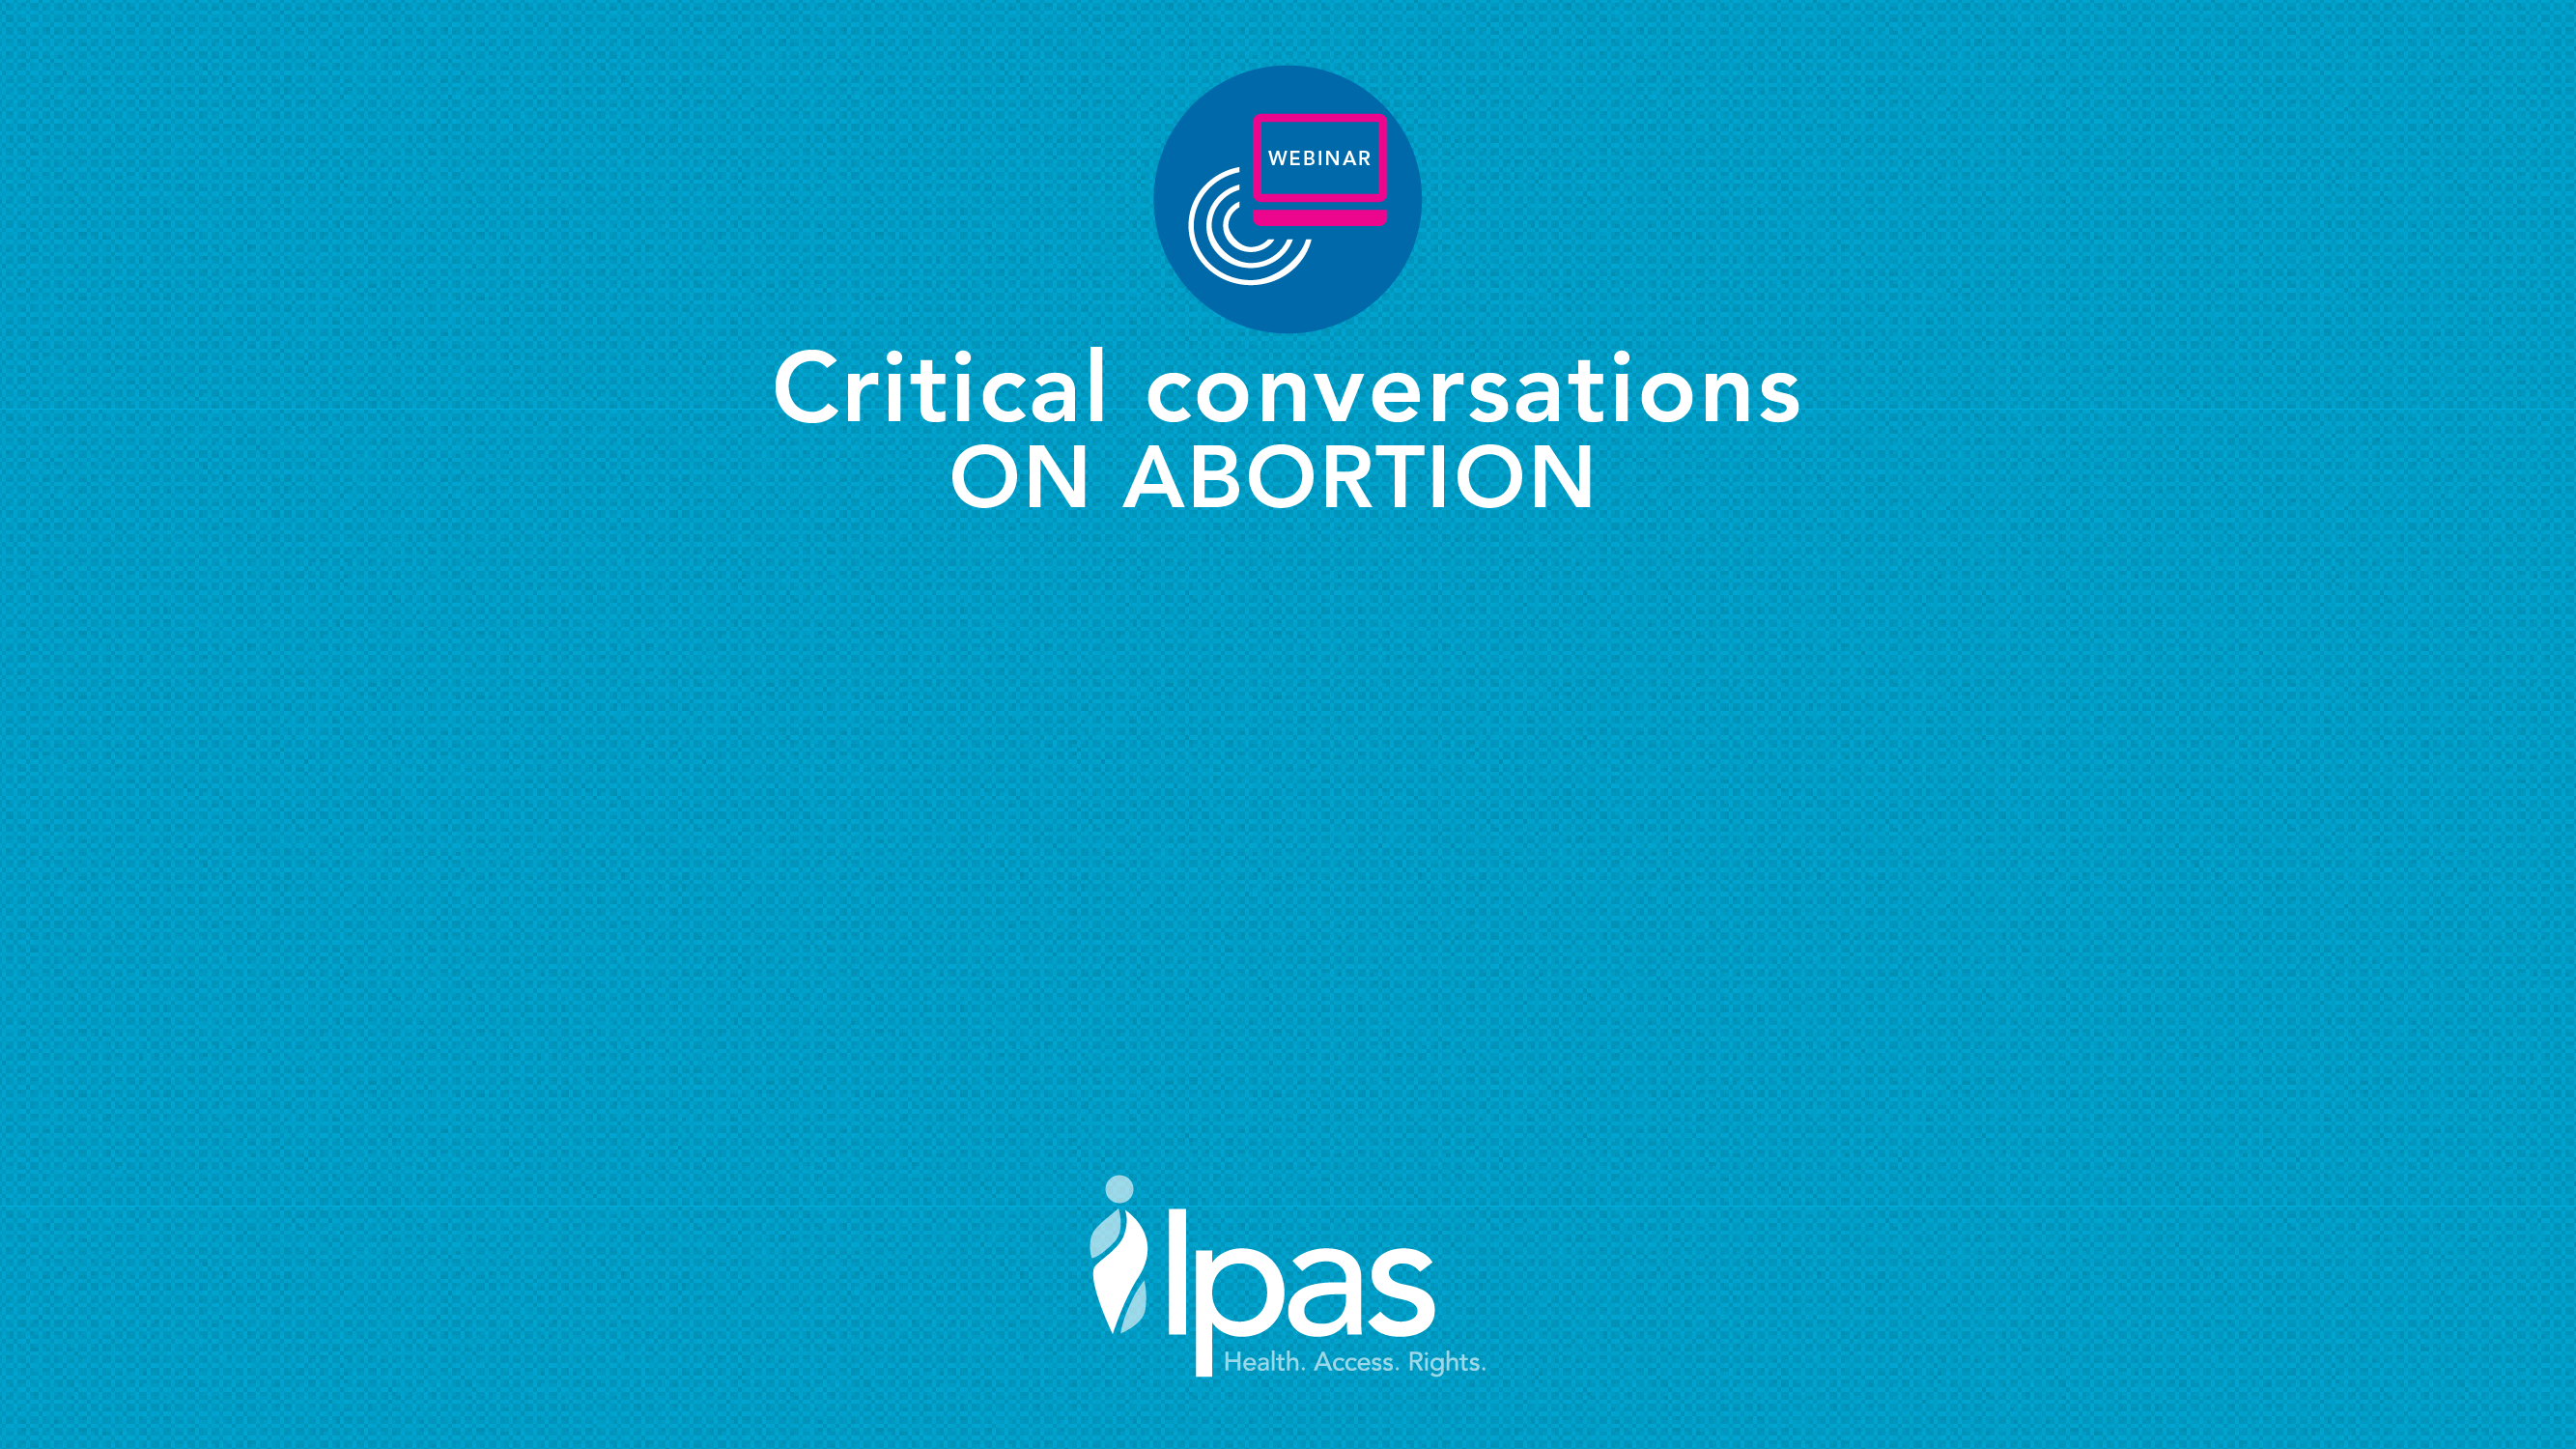 WEBINAR
Critical conversations
ON ABORTION
Ipas
Health. Access. Rights.